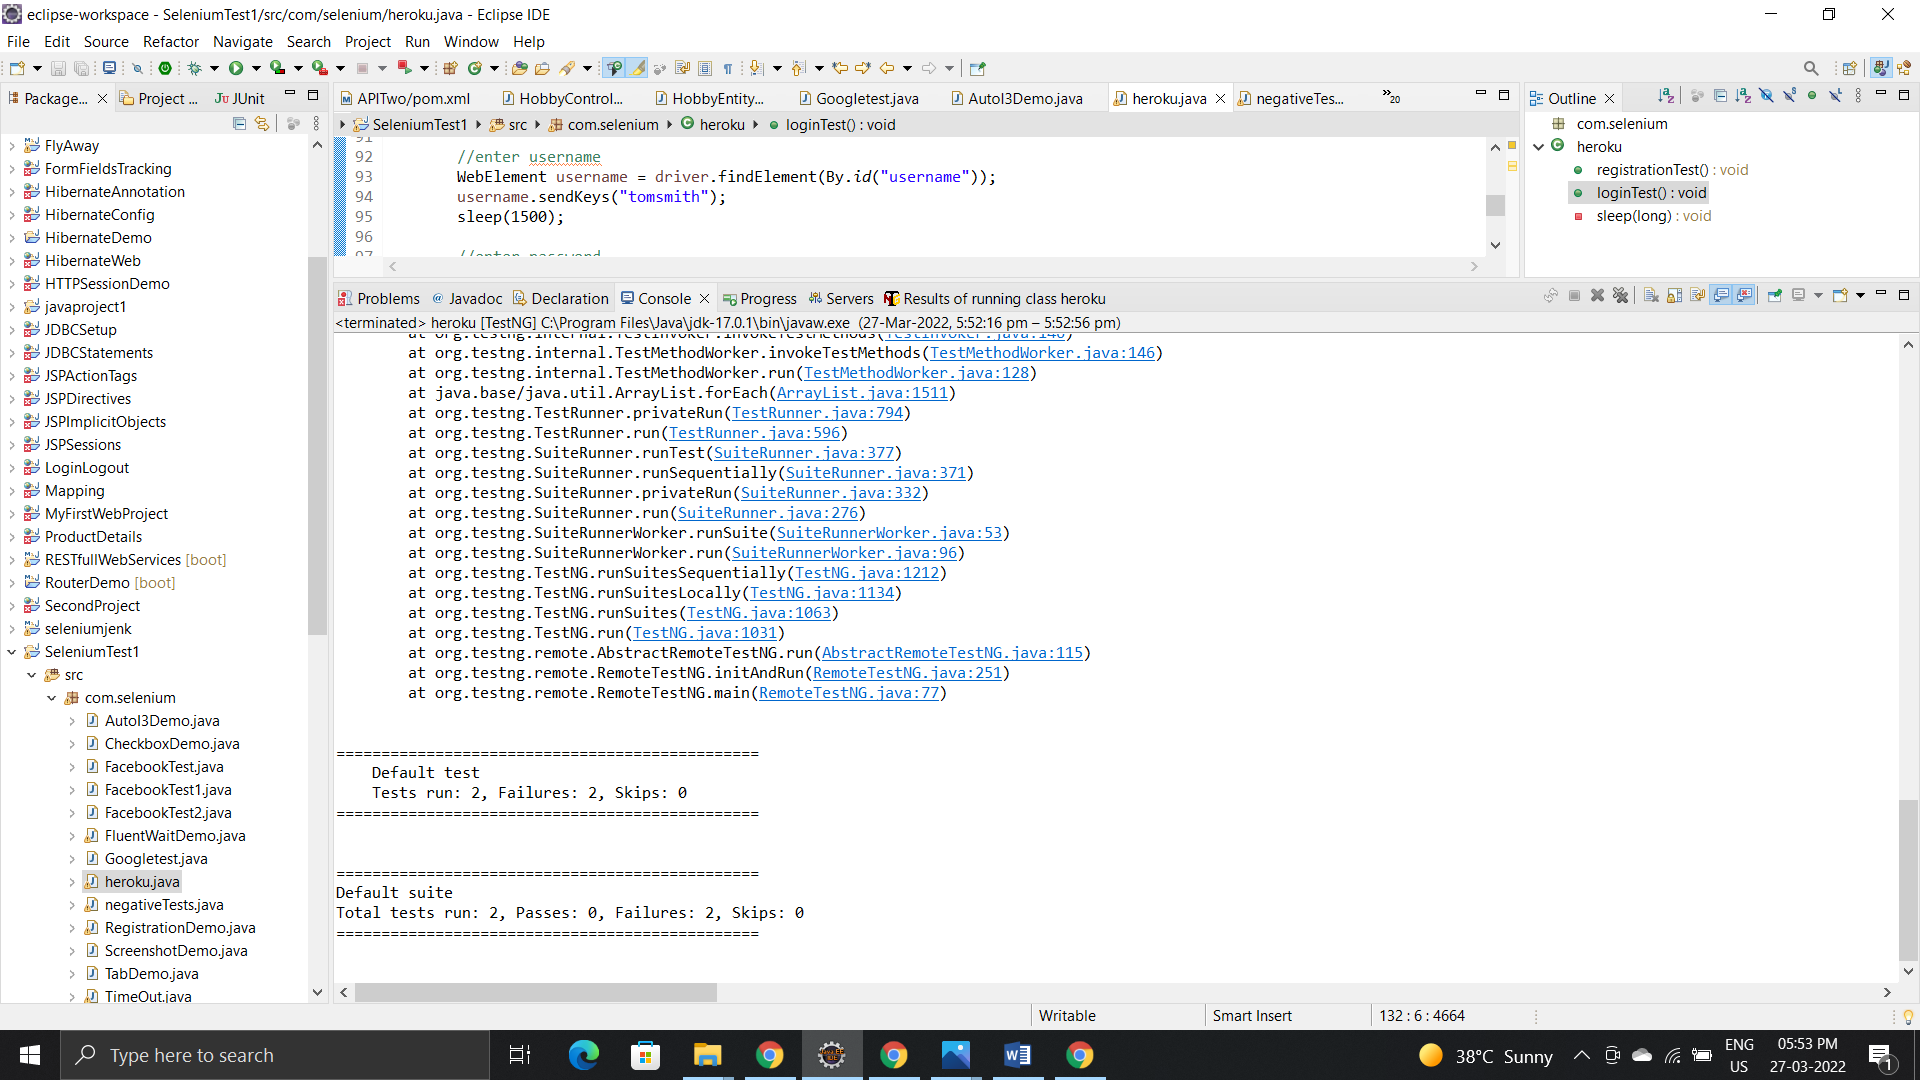 eclipse-workspace - SeleniumTest1/src/com/selenium/heroku.java - Eclipse IDE
File Edit Source Refactor Navigate Search Project Run Window Help
Package... Project ... JUnit
APITwo/pom.xml HobbyControl... HobbyEntity... Googletest.java AutoI3Demo.java heroku.java negativeTes... »20
Outline
SeleniumTest1 src com.selenium heroku loginTest() : void
FlyAway
FormFieldsTracking
HibernateAnnotation
HibernateConfig
HibernateDemo
HibernateWeb
HTTPSessionDemo
javaproject1
JDBCSetup
JDBCStatements
JSPActionTags
JSPDirectives
JSPImplicitObjects
JSPSessions
LoginLogout
Mapping
MyFirstWebProject
ProductDetails
RESTfullWebServices [boot]
RouterDemo [boot]
SecondProject
seleniumjenk
SeleniumTest1
src
com.selenium
AutoI3Demo.java
CheckboxDemo.java
FacebookTest.java
FacebookTest1.java
FacebookTest2.java
FluentWaitDemo.java
Googletest.java
heroku.java
negativeTests.java
RegistrationDemo.java
ScreenshotDemo.java
TabDemo.java
TimeOut.java
91
92 //enter username
93 WebElement username = driver.findElement(By.id("username"));
94 username.sendKeys("tomsmith");
95 sleep(1500);
96
97 //enter password
com.selenium
heroku
registrationTest() : void
loginTest() : void
sleep(long) : void
Problems Javadoc Declaration Console Progress Servers Results of running class heroku
<terminated> heroku [TestNG] C:\Program Files\Java\jdk-17.0.1\bin\javaw.exe (27-Mar-2022, 5:52:16 pm – 5:52:56 pm)
at org.testng.internal.TestInvoker.invokeTestMethods(TestInvoker.java:140)
at org.testng.internal.TestMethodWorker.invokeTestMethods(TestMethodWorker.java:146)
at org.testng.internal.TestMethodWorker.run(TestMethodWorker.java:128)
at java.base/java.util.ArrayList.forEach(ArrayList.java:1511)
at org.testng.TestRunner.privateRun(TestRunner.java:794)
at org.testng.TestRunner.run(TestRunner.java:596)
at org.testng.SuiteRunner.runTest(SuiteRunner.java:377)
at org.testng.SuiteRunner.runSequentially(SuiteRunner.java:371)
at org.testng.SuiteRunner.privateRun(SuiteRunner.java:332)
at org.testng.SuiteRunner.run(SuiteRunner.java:276)
at org.testng.SuiteRunnerWorker.runSuite(SuiteRunnerWorker.java:53)
at org.testng.SuiteRunnerWorker.run(SuiteRunnerWorker.java:96)
at org.testng.TestNG.runSuitesSequentially(TestNG.java:1212)
at org.testng.TestNG.runSuitesLocally(TestNG.java:1134)
at org.testng.TestNG.runSuites(TestNG.java:1063)
at org.testng.TestNG.run(TestNG.java:1031)
at org.testng.remote.AbstractRemoteTestNG.run(AbstractRemoteTestNG.java:115)
at org.testng.remote.RemoteTestNG.initAndRun(RemoteTestNG.java:251)
at org.testng.remote.RemoteTestNG.main(RemoteTestNG.java:77)
===============================================
Default test
Tests run: 2, Failures: 2, Skips: 0
===============================================
===============================================
Default suite
Total tests run: 2, Passes: 0, Failures: 2, Skips: 0
===============================================
Writable Smart Insert 132 : 6 : 4664
Type here to search
38°C Sunny
ENG
US
05:53 PM
27-03-2022
1